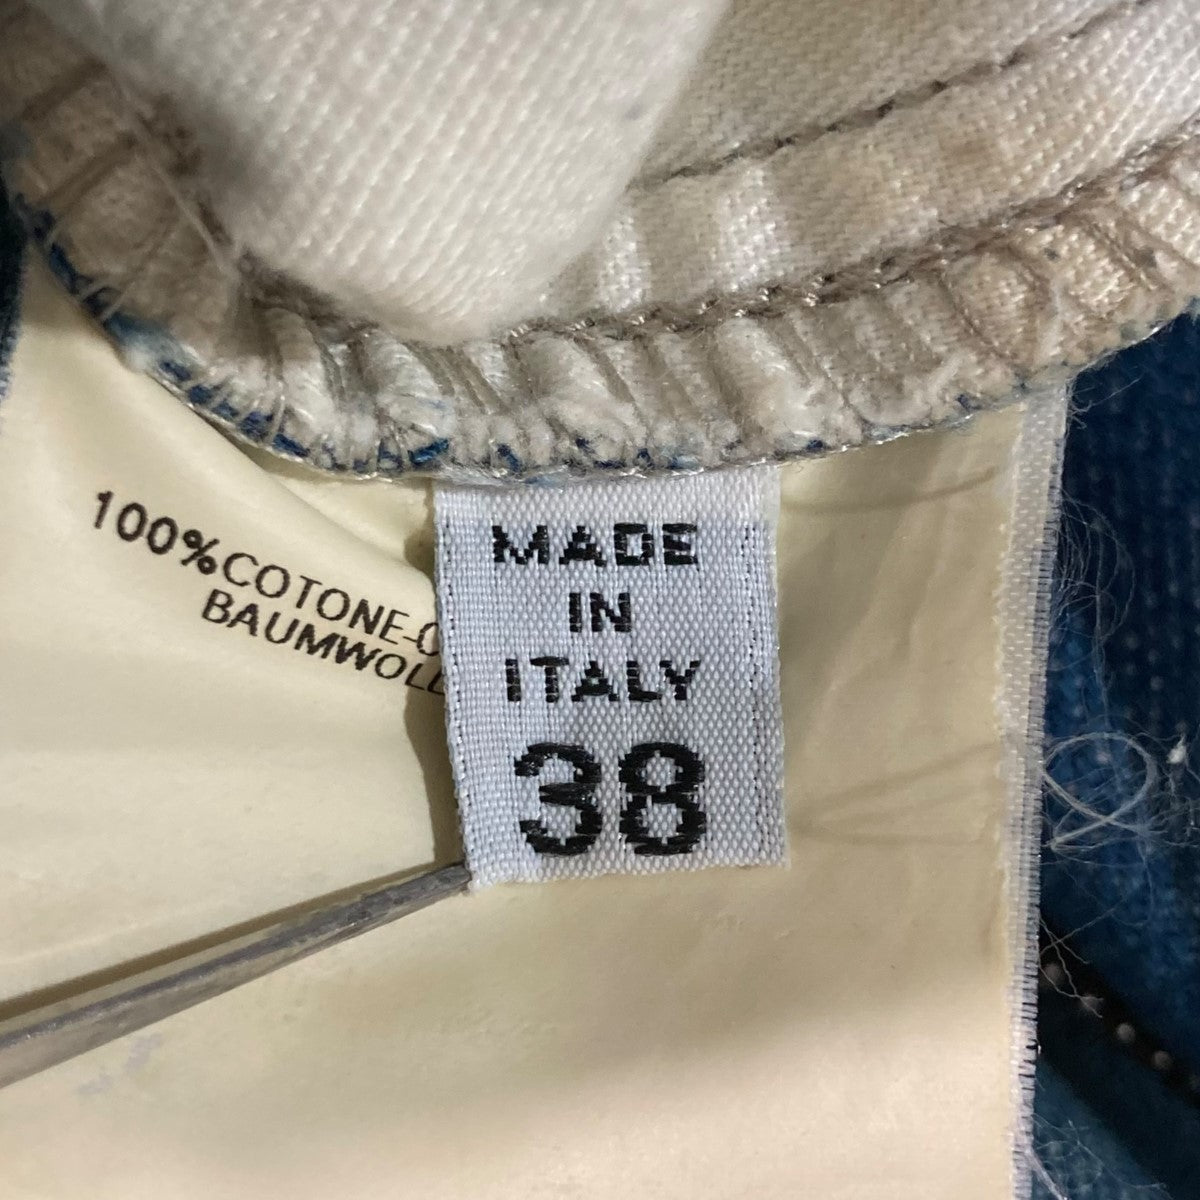 100%COTONE-
BAUMWOLL
MADE
IN
ITALY
38